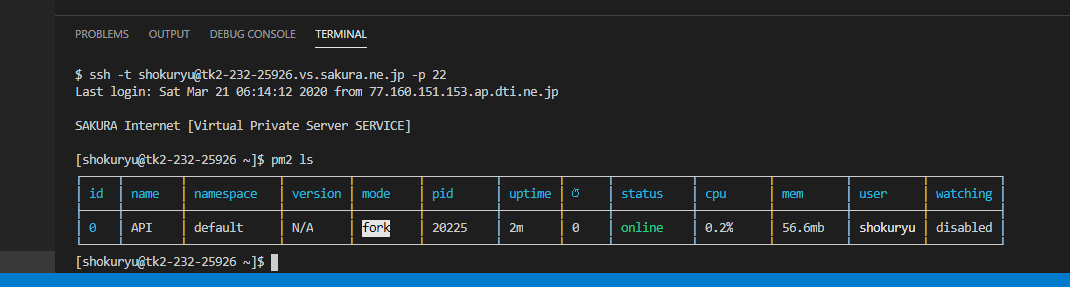 PROBLEMS OUTPUT DEBUG CONSOLE TERMINAL
$ ssh -t shokuryu@tk2-232-25926.vs.sakura.ne.jp -p 22
Last login: Sat Mar 21 06:14:12 2020 from 77.160.151.153.ap.dti.ne.jp
SAKURA Internet [Virtual Private Server SERVICE]
[shokuryu@tk2-232-25926 ~]$ pm2 ls
id name namespace version mode pid uptime ↺ status cpu mem user watching
0 API default N/A fork 20225 2m 0 online 0.2% 56.6mb shokuryu disabled
[shokuryu@tk2-232-25926 ~]$